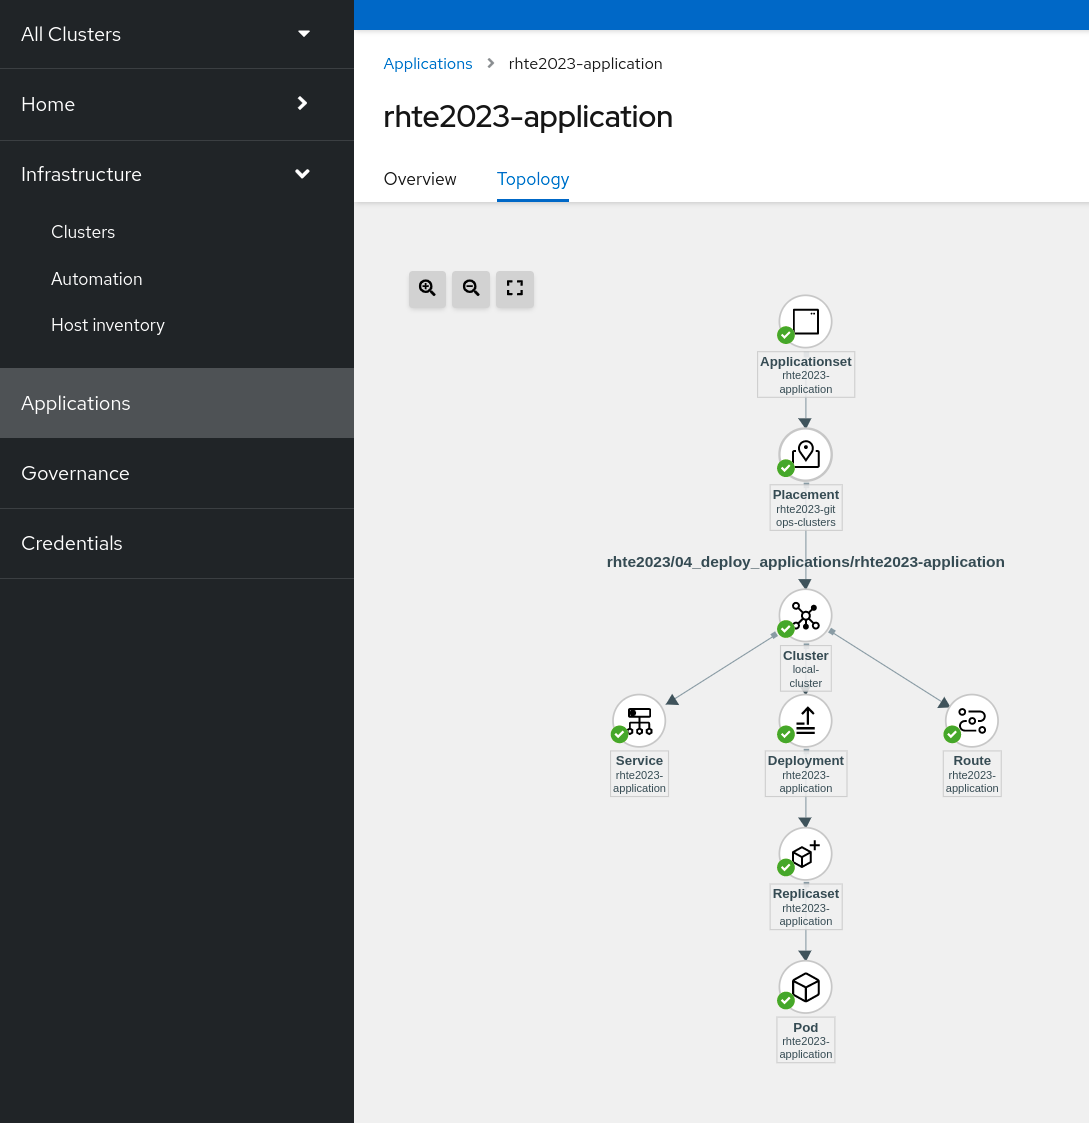 All Clusters
Home
Infrastructure
Clusters
Automation
Host inventory
Applications
Governance
Credentials
Applications
rhte2023-application
rhte2023-application
Overview
Topology
Applicationset
rhte2023-
application
Placement
rhte2023-git
ops-clusters
rhte2023/04_deploy_applications/rhte2023-application
Cluster
local-
cluster
Service
rhte2023-
application
Deployment
rhte2023-
application
Route
rhte2023-
application
Replicaset
rhte2023-
application
Pod
rhte2023-
application